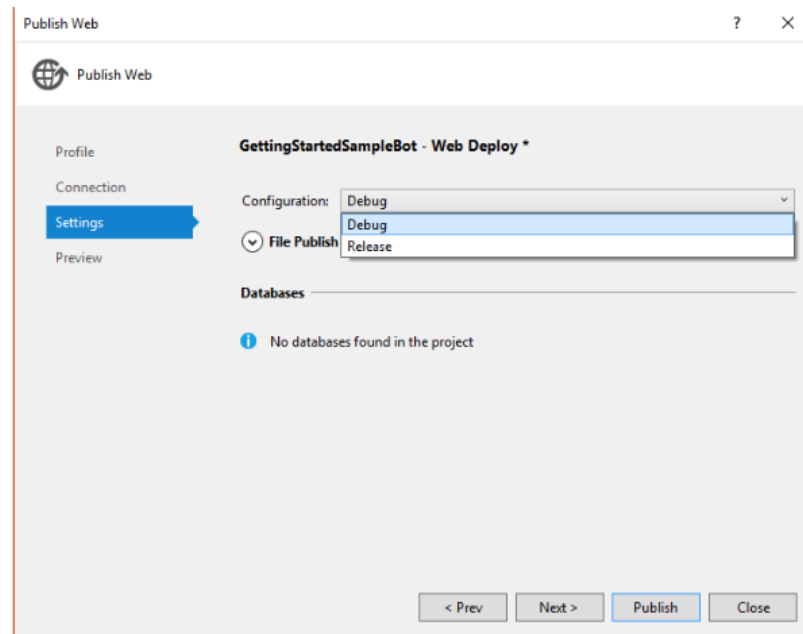 Publish Web
?
Publish Web
Profile
Connection
Settings
Preview
GettingStartedSampleBot - Web Deploy *
Configuration: Debug
Debug
Release
File Publish
Databases
No databases found in the project
< Prev Next > Publish Close